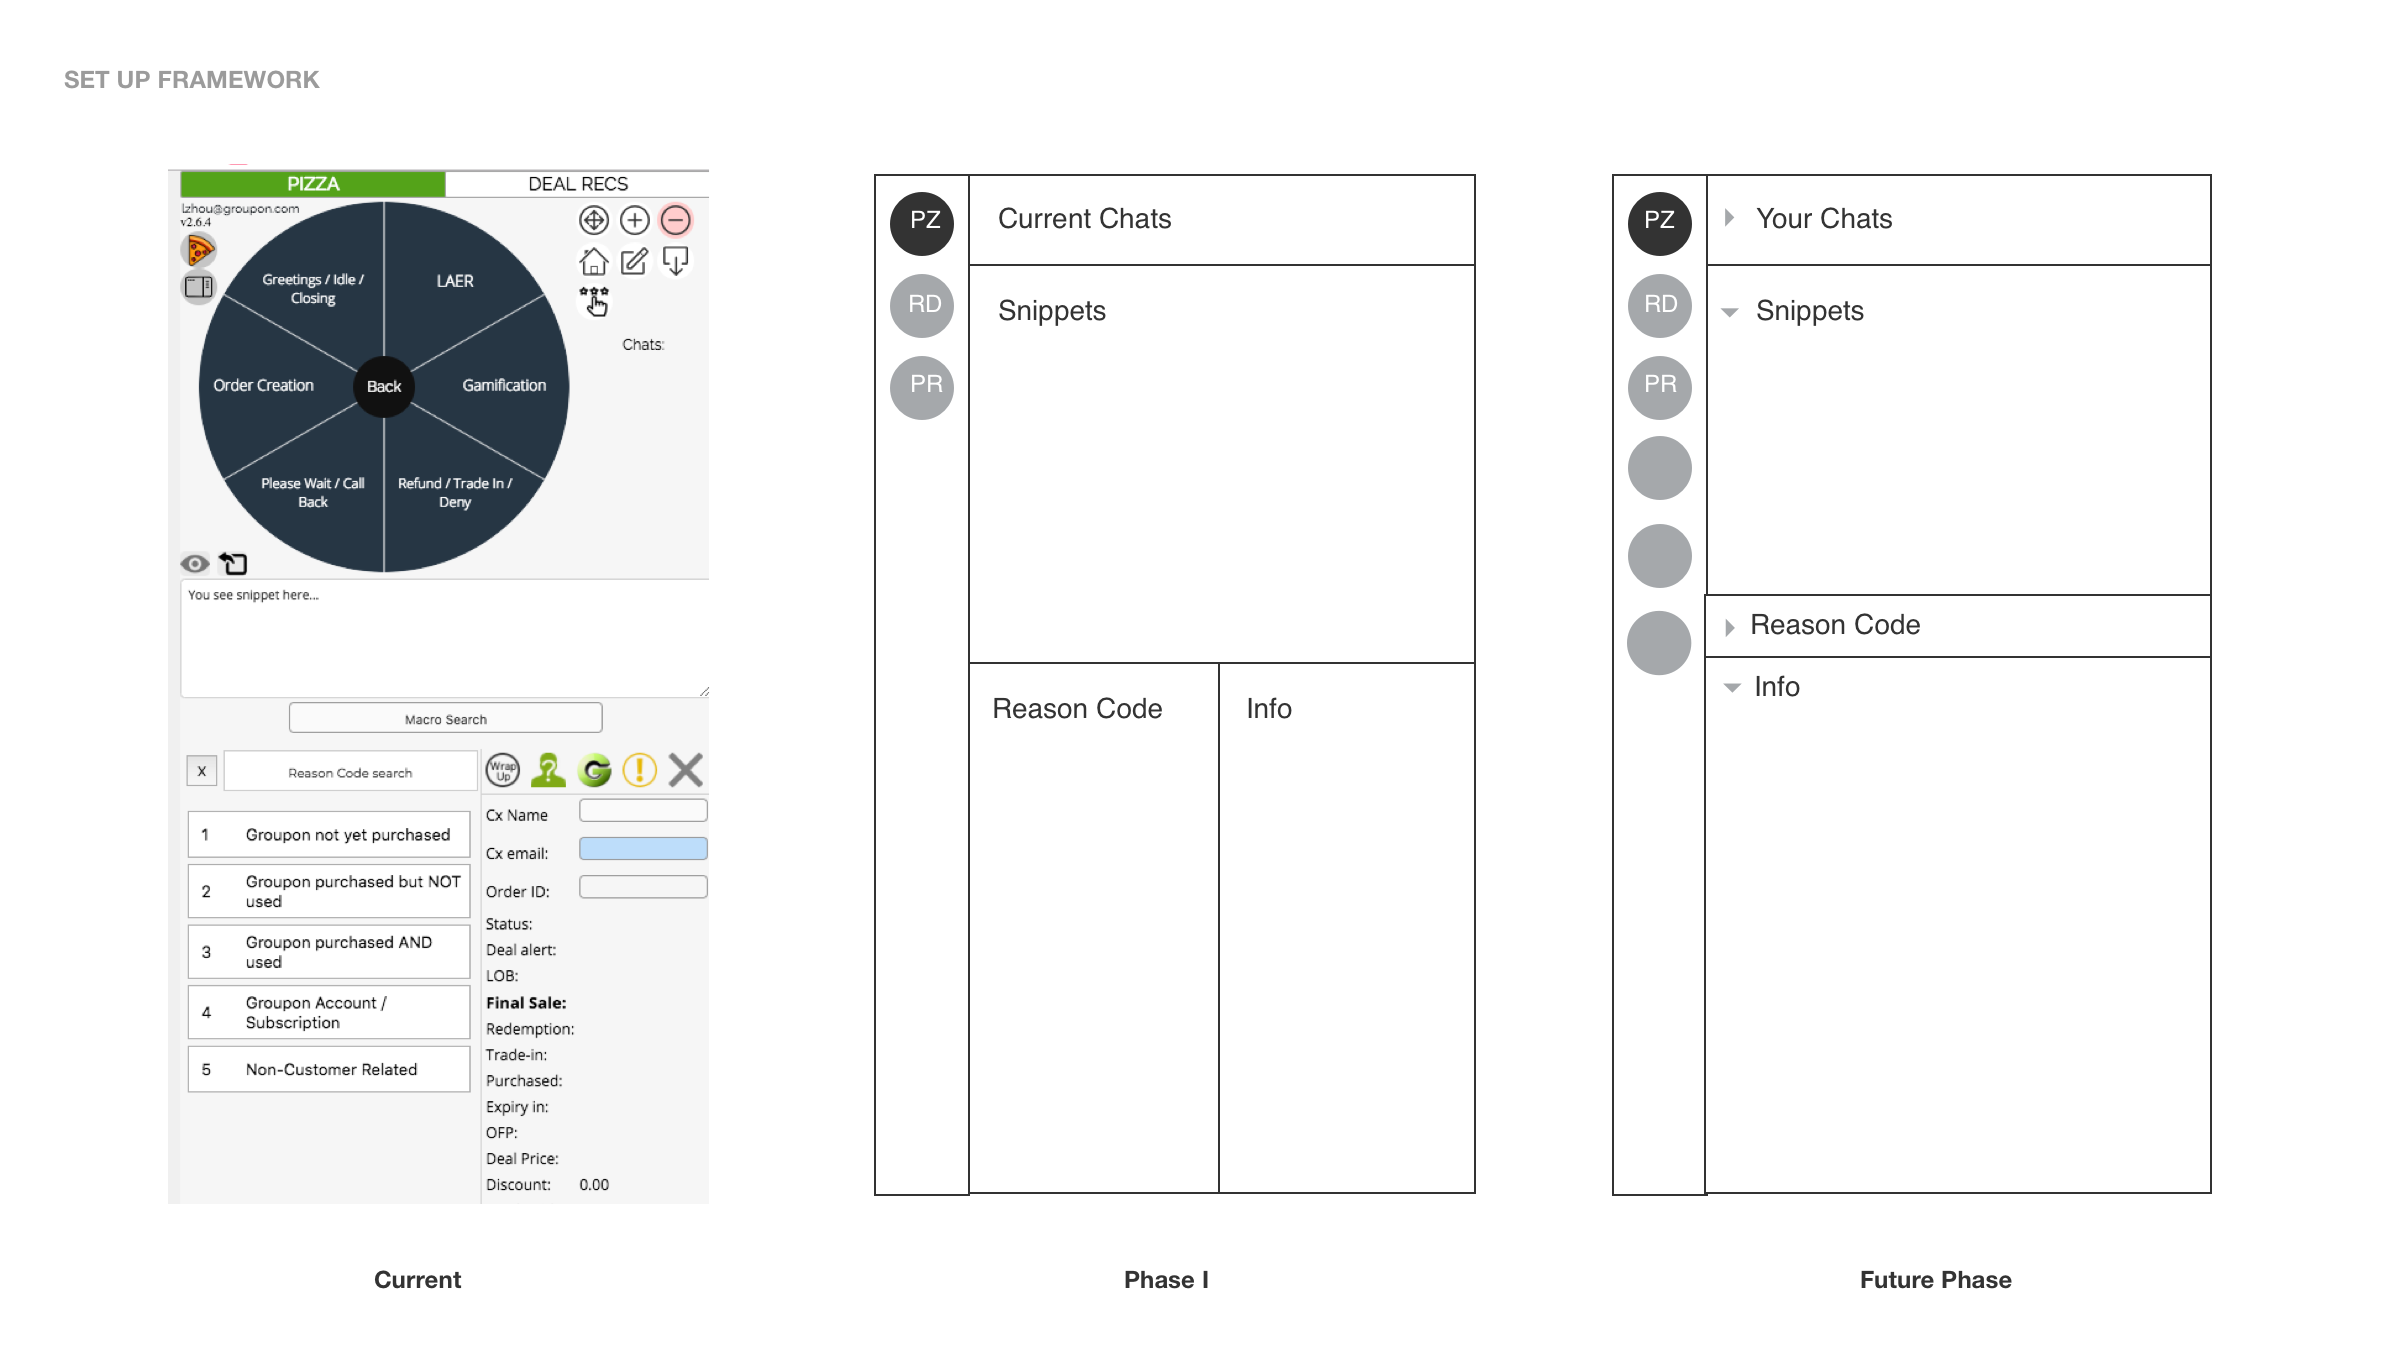 SET UP FRAMEWORK
PIZZA
DEAL RECS
lzhou@groupon.com
v2.6.4
Greetings / Idle /
Closing
LAER
Order Creation
Back
Gamification
Please Wait / Call
Back
Refund / Trade In /
Deny
Chats:
You see snippet here...
Macro Search
X
Reason Code search
Wrap
Up
1 Groupon not yet purchased
2 Groupon purchased but NOT
used
3 Groupon purchased AND
used
4 Groupon Account /
Subscription
5 Non-Customer Related
Cx Name
Cx email:
Order ID:
Status:
Deal alert:
LOB:
Final Sale:
Redemption:
Trade-in:
Purchased:
Expiry in:
OFP:
Deal Price:
Discount: 0.00
Current
PZ
RD
PR
Current Chats
Snippets
Reason Code
Info
Phase I
PZ
RD
PR
Your Chats
Snippets
Reason Code
Info
Future Phase